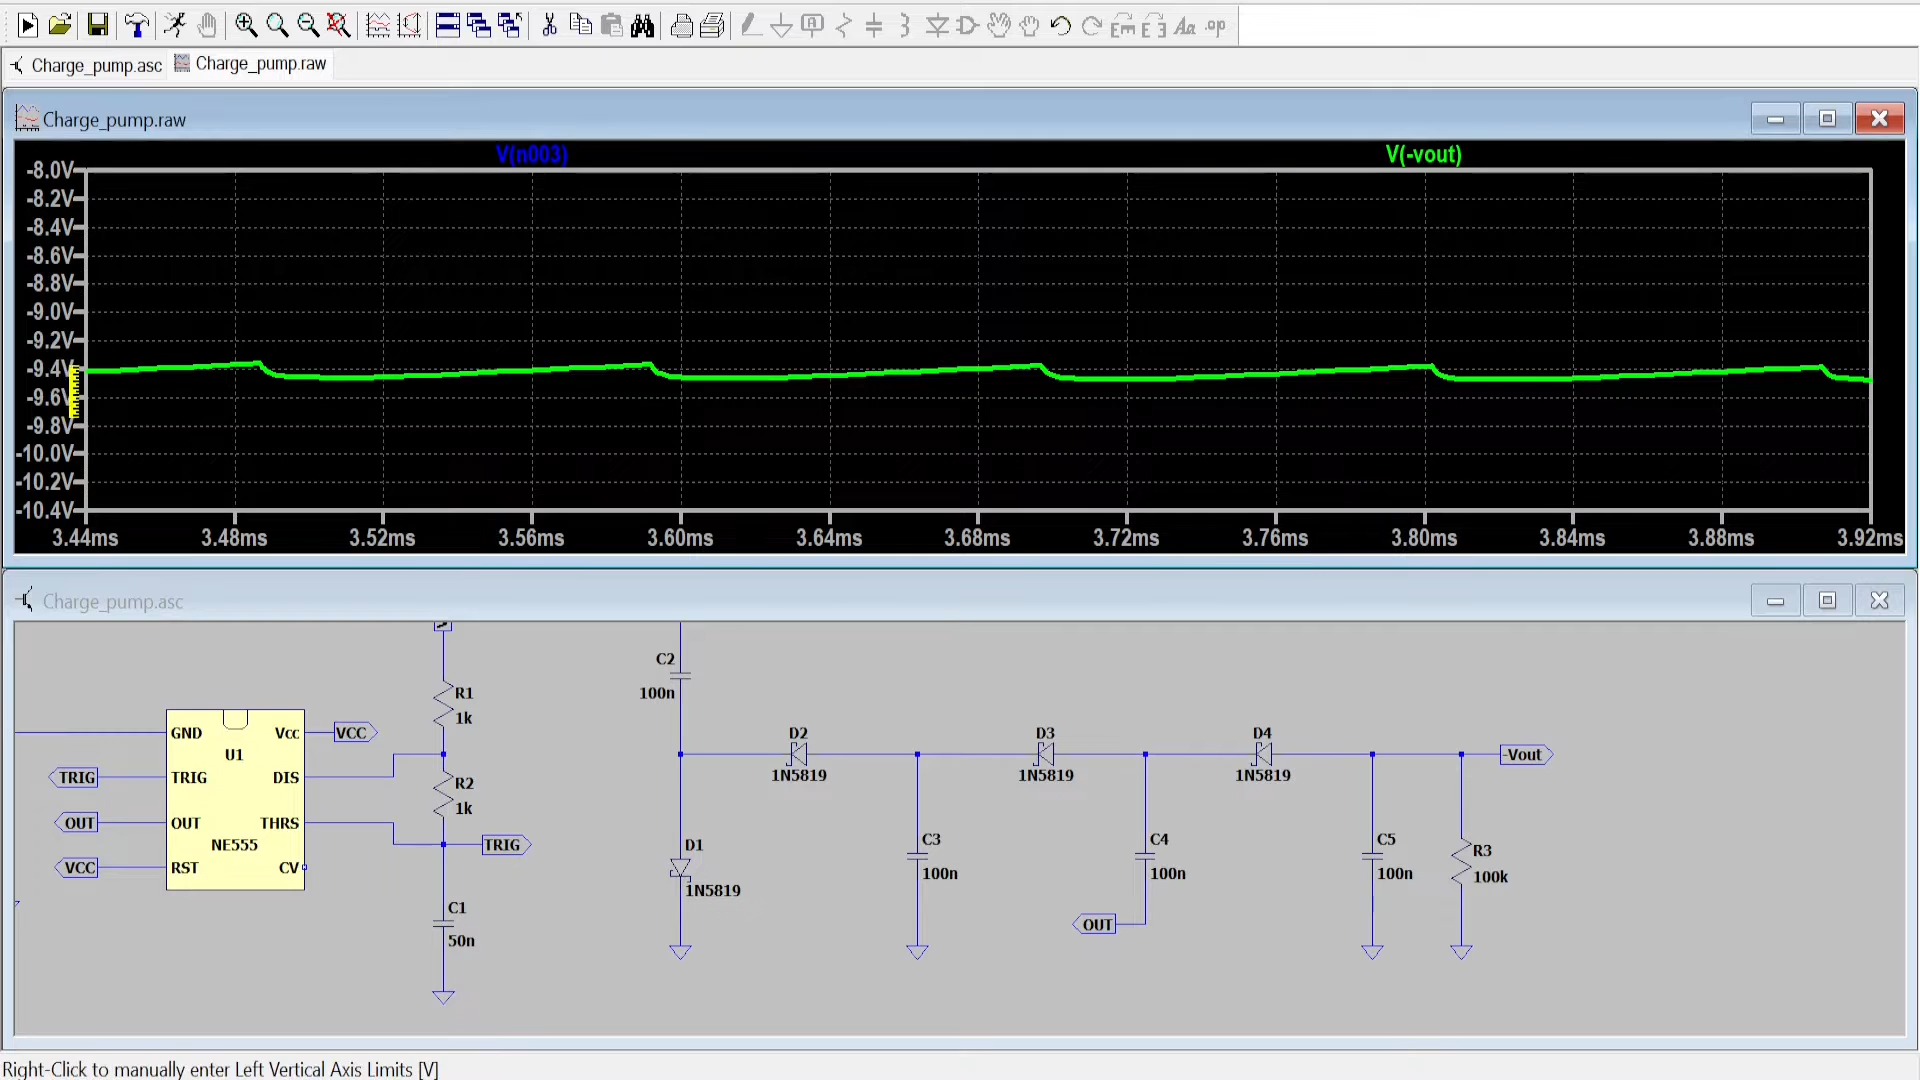 Aa .op
Charge_pump.asc Charge_pump.raw
Charge_pump.raw
V(n003) V(-vout)
-8.0V
-8.2V
-8.4V
-8.6V
-8.8V
-9.0V
-9.2V
-9.4V
-9.6V
-9.8V
-10.0V
-10.2V
-10.4V
3.44ms 3.48ms 3.52ms 3.56ms 3.60ms 3.64ms 3.68ms 3.72ms 3.76ms 3.80ms 3.84ms 3.88ms 3.92ms
Charge_pump.asc
C2
100n
R1
1k
GND Vcc VCC
U1
TRIG TRIG DIS
R2
1k
OUT OUT THRS
NE555
TRIG
VCC RST CV
C1
50n
D2
1N5819
D3
1N5819
D4
1N5819
-Vout
D1
1N5819
C3
100n
C4
100n
OUT
C5
100n
R3
100k
Right-Click to manually enter Left Vertical Axis Limits [V]